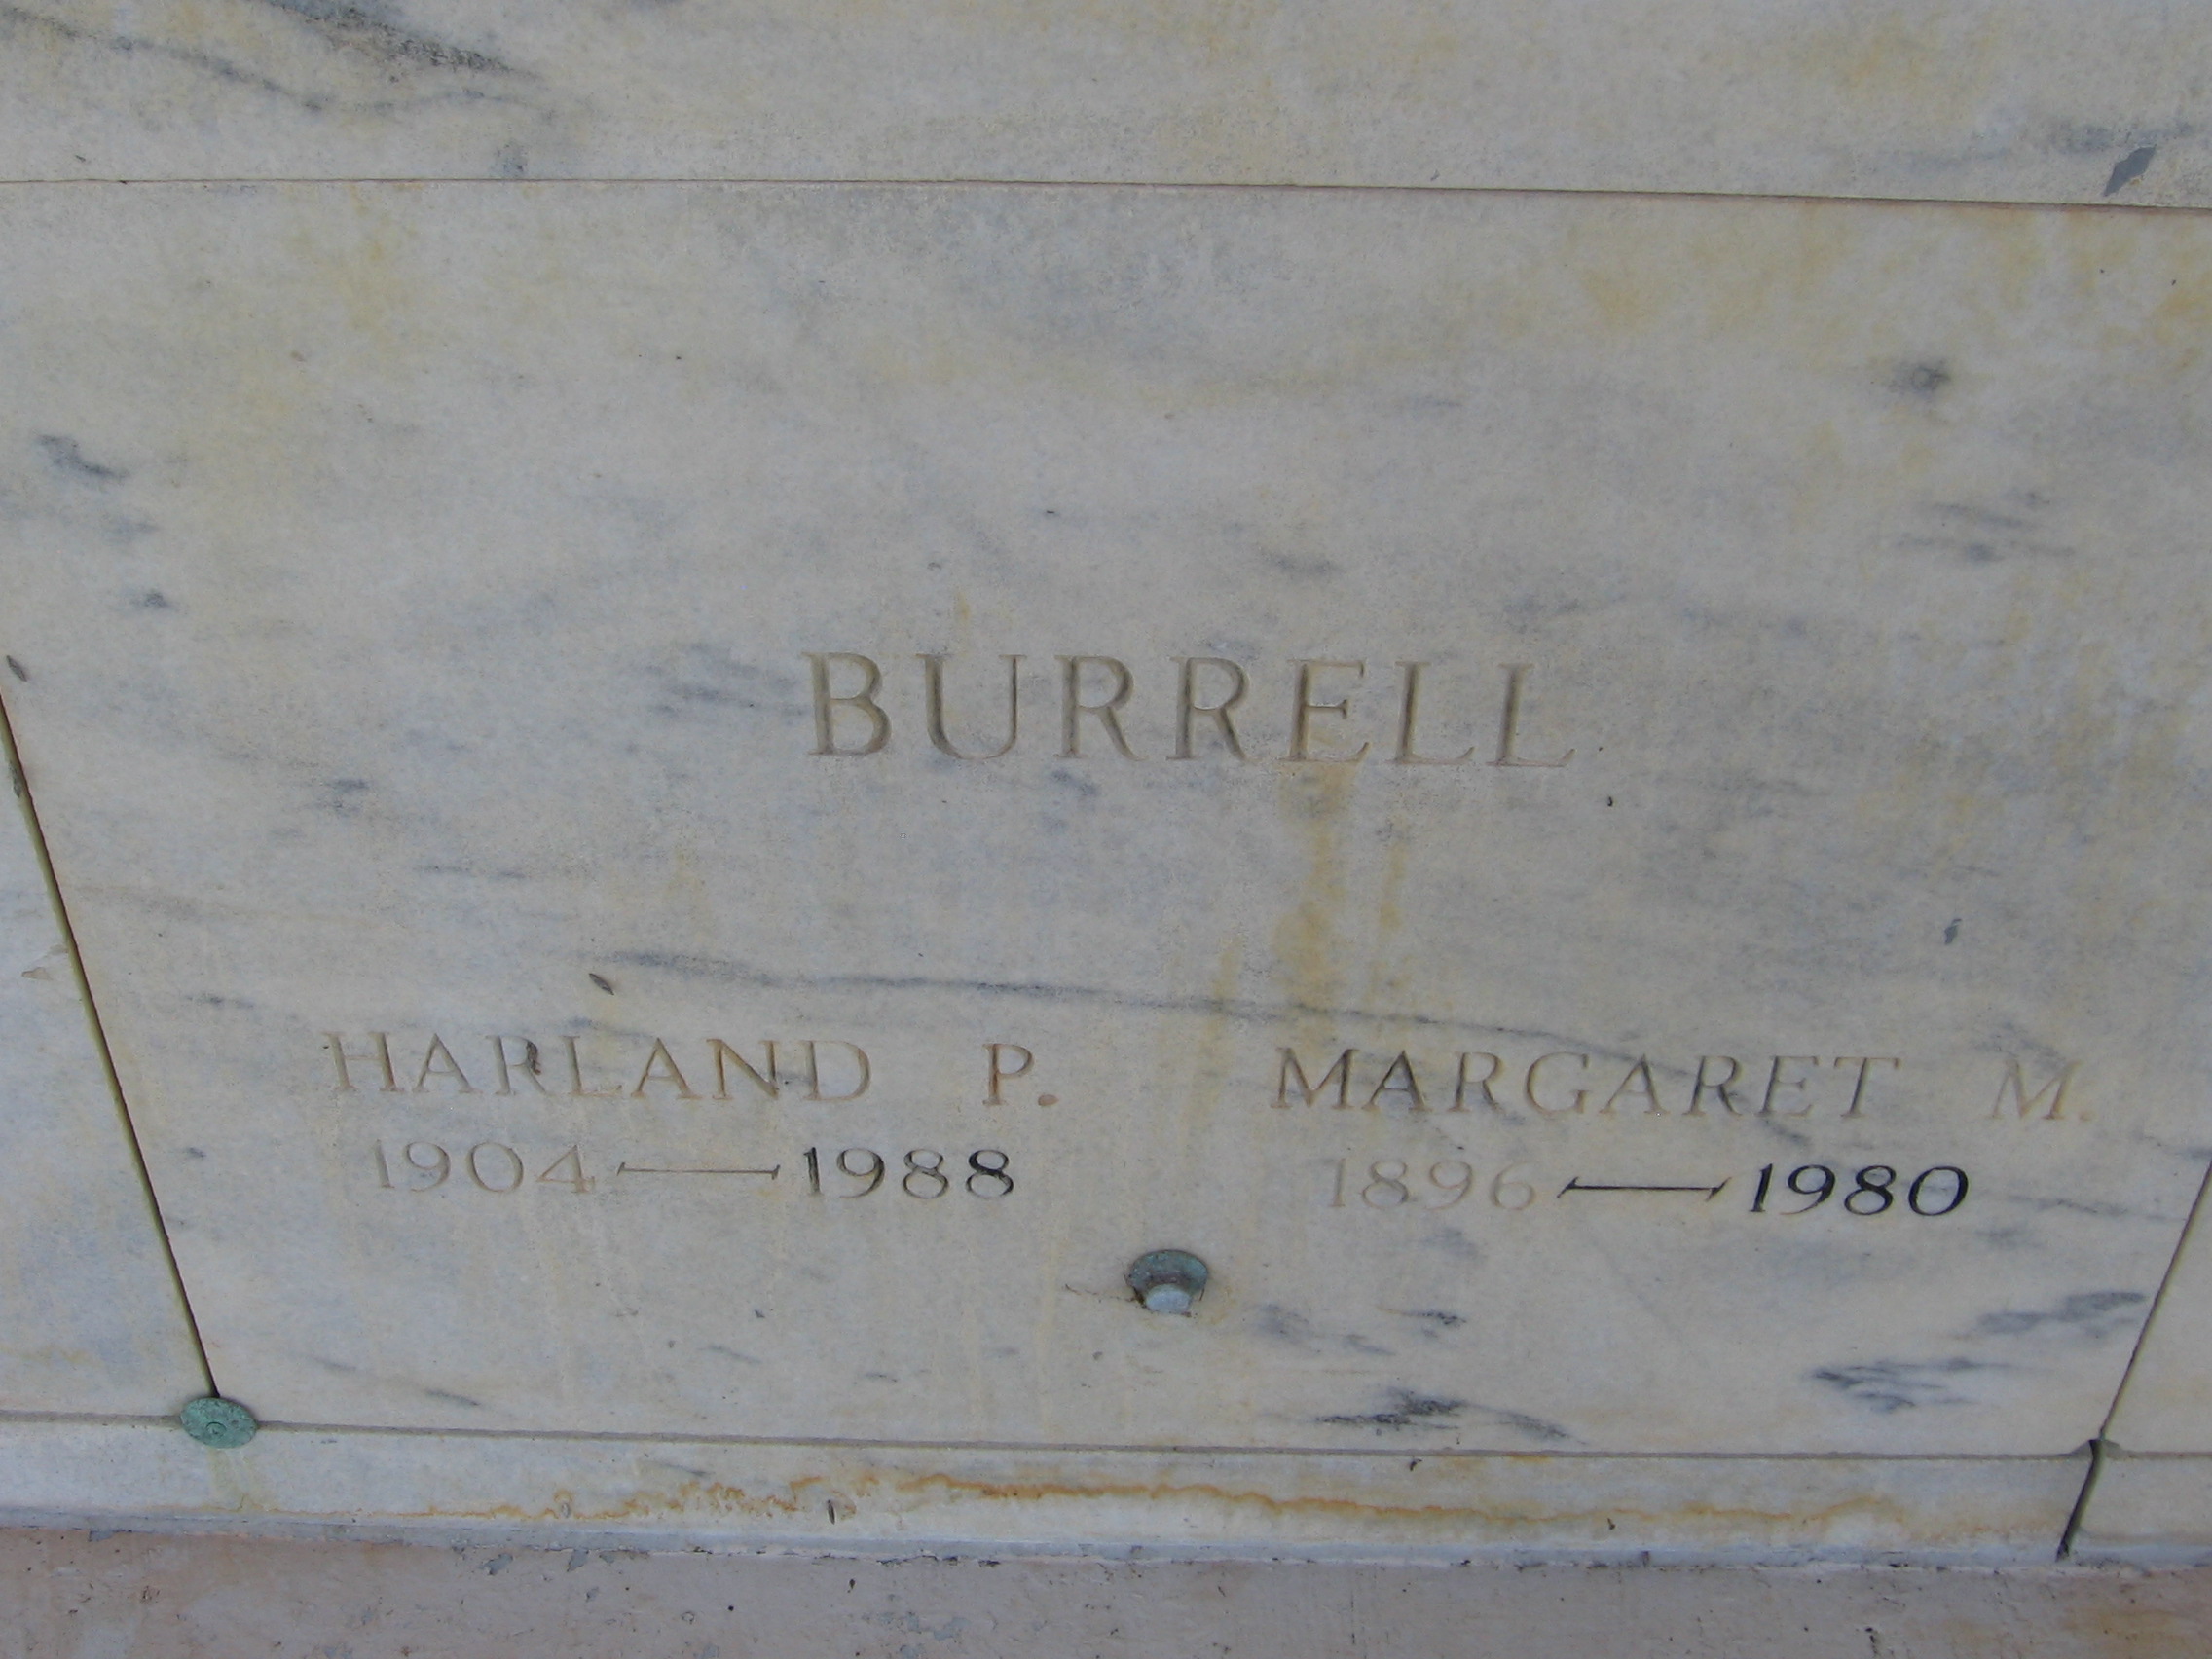 BURRELL
HARLAND P. MARGARET M.
1904—1988 1896—1980